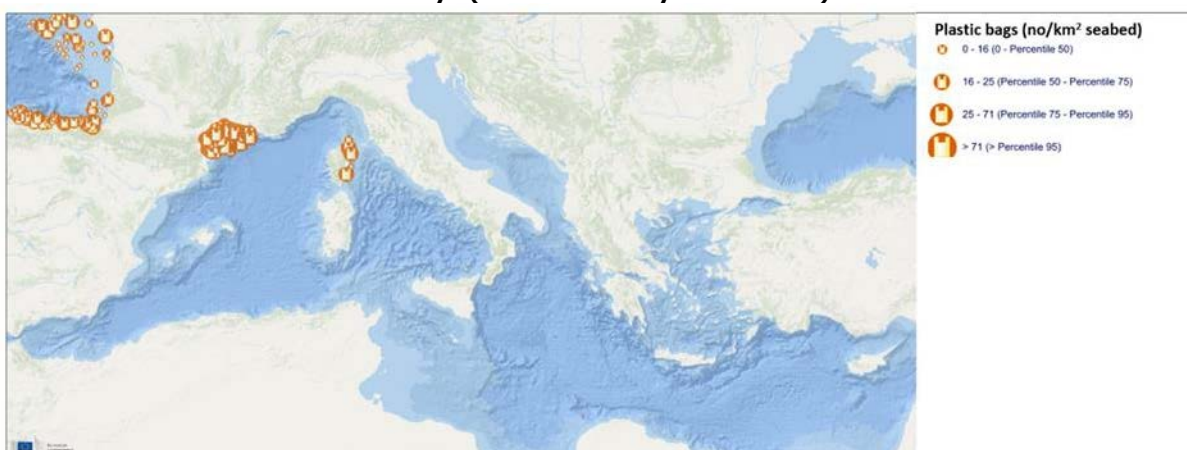 Plastic bags (no/km² seabed)
0 - 16 (0 - Percentile 50)
16 - 25 (Percentile 50 - Percentile 75)
25 - 71 (Percentile 75 - Percentile 95)
> 71 (> Percentile 95)